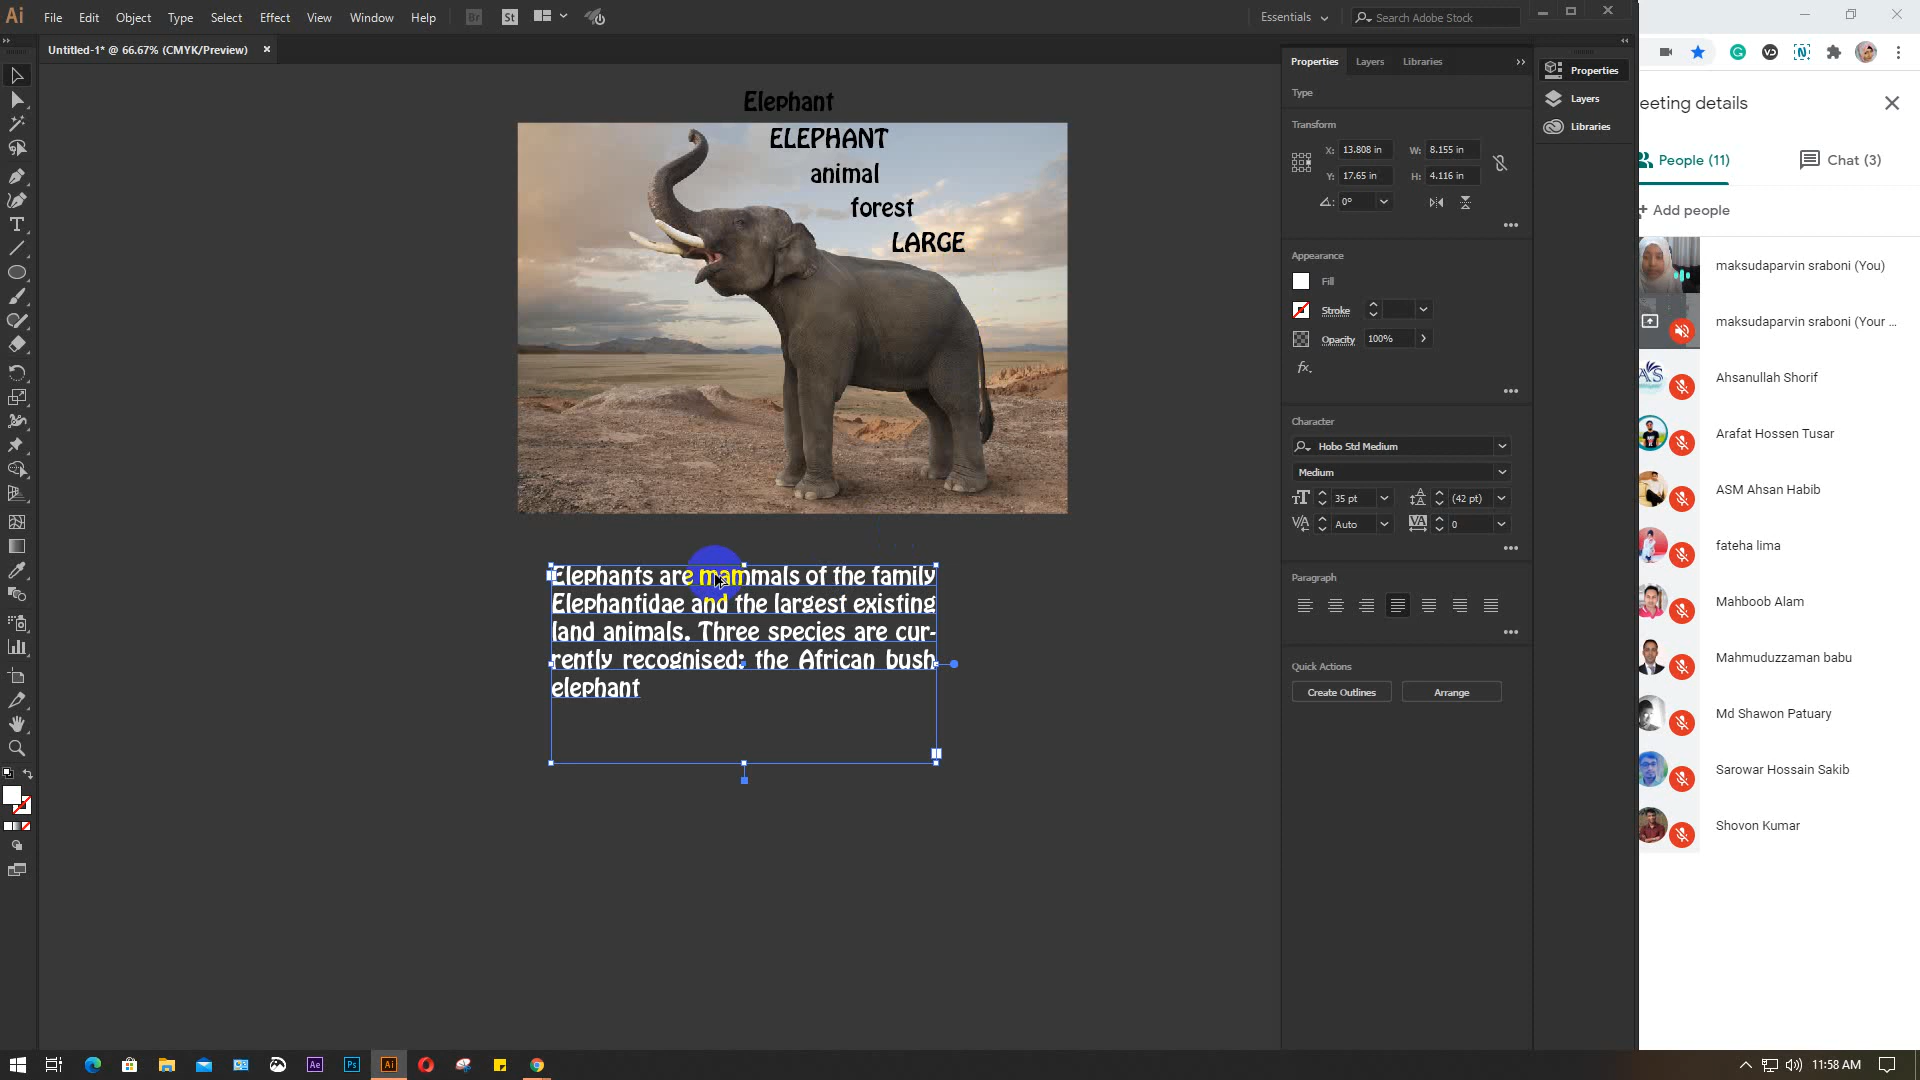 Ai File Edit Object Type Select Effect View Window Help Br St Essentials Search Adobe Stock
Untitled-1* @ 66.67% (CMYK/Preview)
Elephant
ELEPHANT
animal
forest
LARGE
Elephants are mammals of the family
Elephantidae and the largest existing
land animals. Three species are cur-
rently recognised: the African bush
elephant
Properties Layers Libraries
Type
Transform
X: 13.808 in W: 8.155 in
Y: 17.65 in H: 4.116 in
0°
Appearance
Fill
Stroke
Opacity 100%
fx.
Character
Hobo Std Medium
Medium
35 pt (42 pt)
Auto 0
Paragraph
Quick Actions
Create Outlines Arrange
Properties
Layers
Libraries
eeting details
People (11) Chat (3)
Add people
maksudaparvin sraboni (You)
maksudaparvin sraboni (Your ...
Ahsanullah Shorif
Arafat Hossen Tusar
ASM Ahsan Habib
fateha lima
Mahboob Alam
Mahmuduzzaman babu
Md Shawon Patuary
Sarowar Hossain Sakib
Shovon Kumar
Ae Ps Ai 11:58 AM